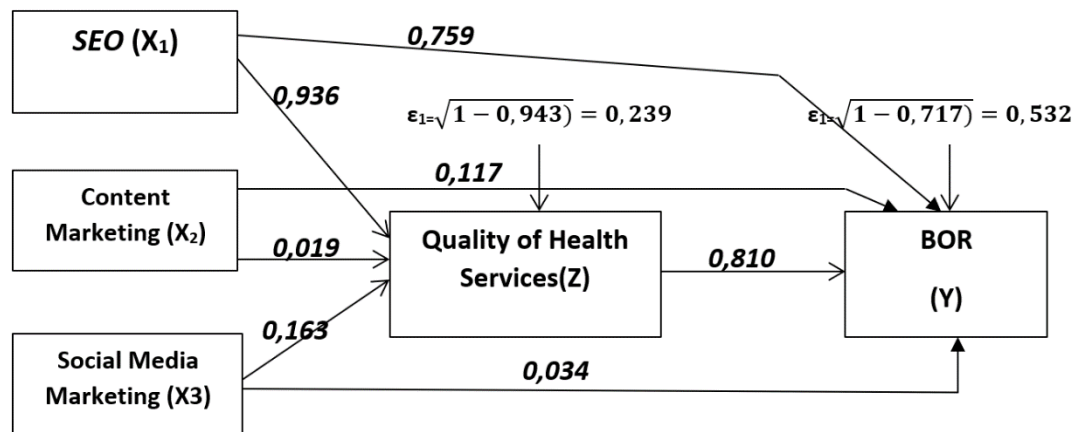 SEO (X₁)
0,759
0,936
ε₁₌√1 − 0,943) = 0,239
ε₁₌√1 − 0,717) = 0,532
Content
Marketing (X₂)
0,117
0,019
Quality of Health
Services(Z)
0,810
BOR
(Y)
0,163
Social Media
Marketing (X3)
0,034